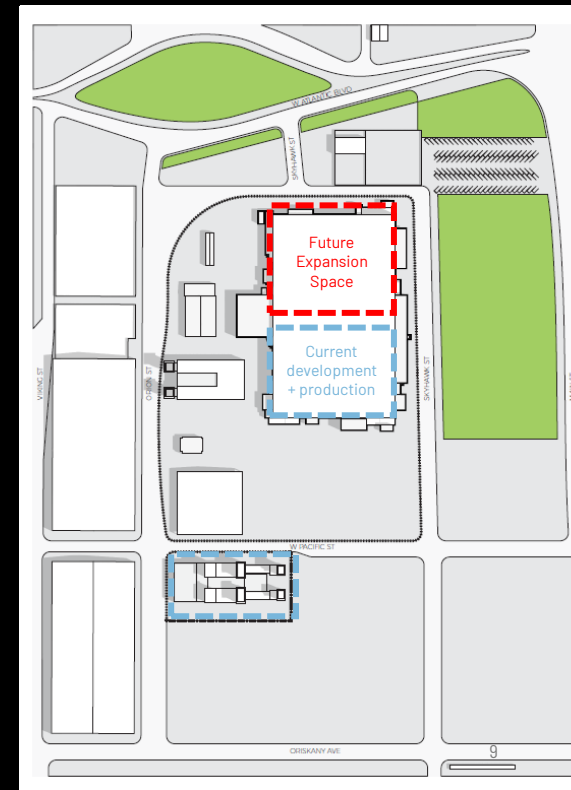 W ATLANTIC BLVD
SKYHAWK ST
Future
Expansion
Space
Current
development
+ production
VIKING ST
ORION ST
SKYHAWK ST
W PACIFIC ST
ORISKANY AVE
9